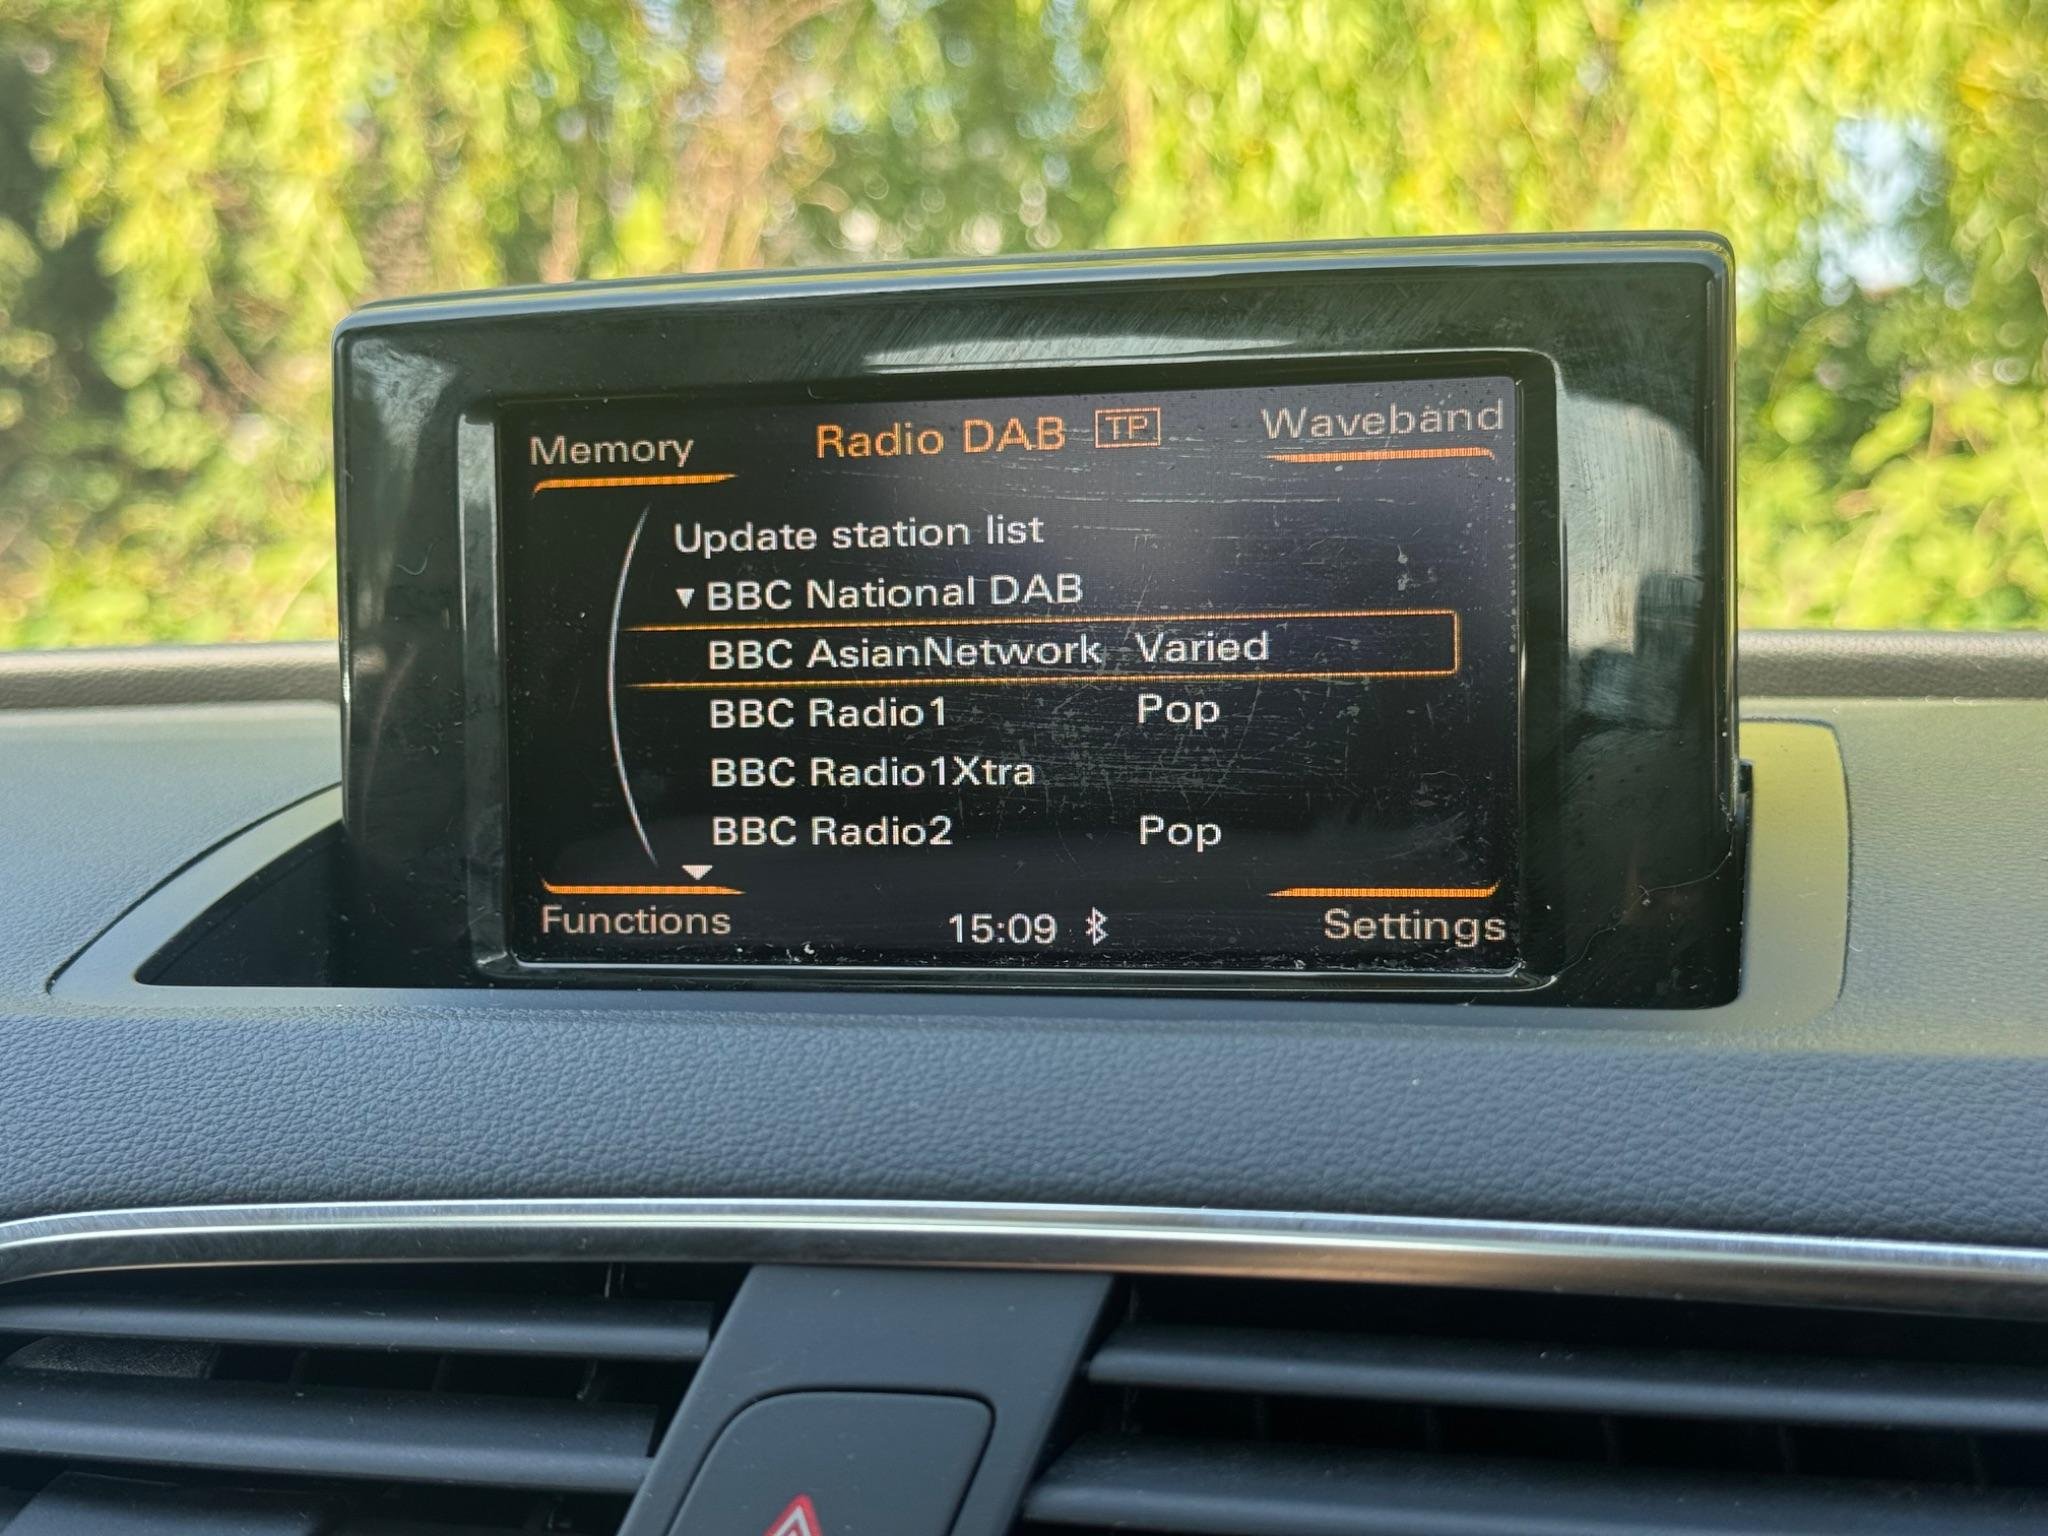 Memory Radio DAB TP Waveband
Update station list
▼ BBC National DAB
BBC AsianNetwork Varied
BBC Radio1 Pop
BBC Radio1Xtra
BBC Radio2 Pop
Functions 15:09 Settings